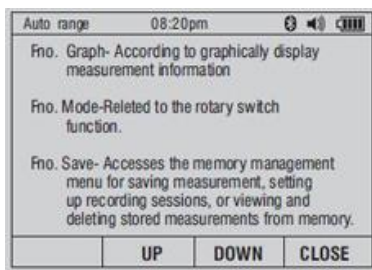 Auto range 08:20pm
Fno. Graph- According to graphically display
measurement information
Fno. Mode-Releted to the rotary switch
function.
Fno. Save- Accesses the memory management
menu for saving measurement, setting
up recording sessions, or viewing and
deleting stored measurements from memory.
UP DOWN CLOSE